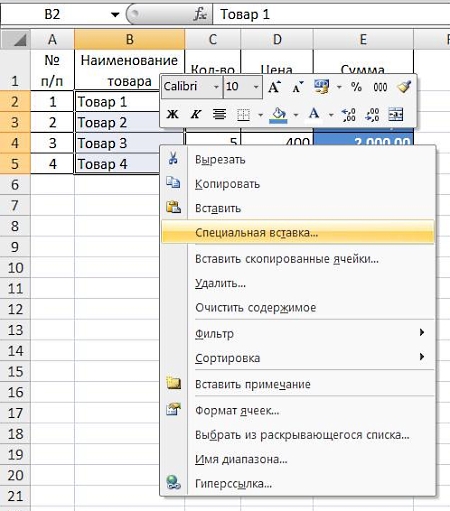 B2 fx Товар 1
A B C D E
1 № п/п Наименование товара Кол-во Цена Сумма
Calibri 10 A A % 000
Ж К A ,00 ,0
2 1 Товар 1
3 2 Товар 2
4 3 Товар 3 5 400 2 000,00
5 4 Товар 4
6
7
8
9
10
11
12
13
14
15
16
17
18
19
20
21
Вырезать
Копировать
Вставить
Специальная вставка...
Вставить скопированные ячейки...
Удалить...
Очистить содержимое
Фильтр
Сортировка
Вставить примечание
Формат ячеек...
Выбрать из раскрывающегося списка...
Имя диапазона...
Гиперссылка...